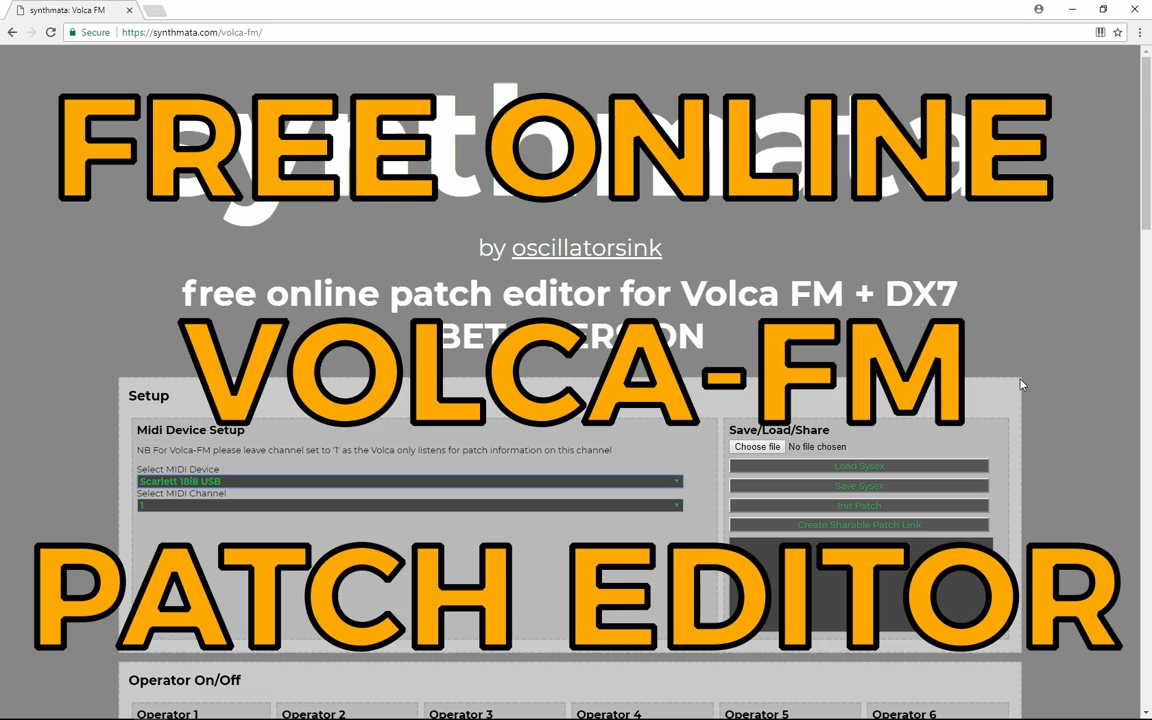 synthmata: Volca FM
Secure https://synthmata.com/volca-fm/
FREE ONLINE
synthmata
by oscillatorsink
free online patch editor for Volca FM + DX7
BETA VERSION
VOLCA-FM
Setup
Midi Device Setup
NB For Volca-FM please leave channel set to '1' as the Volca only listens for patch information on this channel
Select MIDI Device
Scarlett 18i8 USB
Select MIDI Channel
1
Save/Load/Share
Choose file No file chosen
Load Sysex
Save Sysex
Init Patch
Create Sharable Patch Link
PATCH EDITOR
Operator On/Off
Operator 1 Operator 2 Operator 3 Operator 4 Operator 5 Operator 6